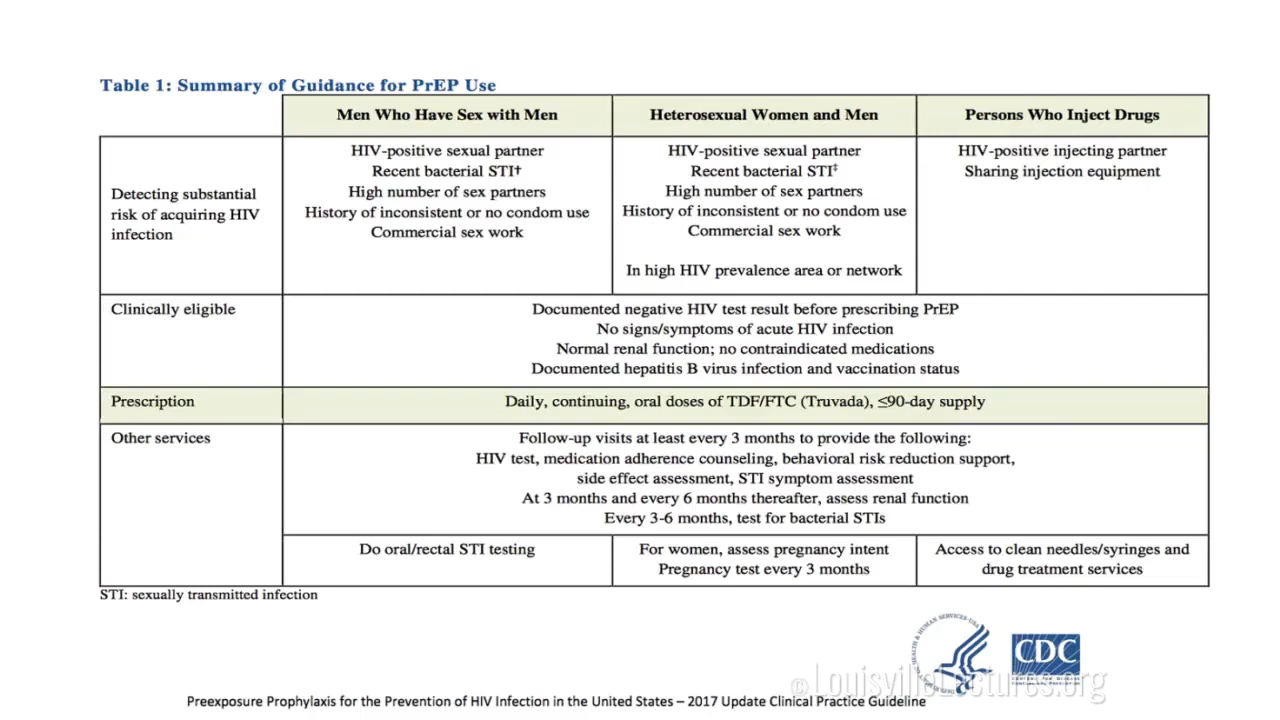 Table 1: Summary of Guidance for PrEP Use
Men Who Have Sex with Men
Heterosexual Women and Men
Persons Who Inject Drugs
Detecting substantial
risk of acquiring HIV
infection
HIV-positive sexual partner
Recent bacterial STI†
High number of sex partners
History of inconsistent or no condom use
Commercial sex work
HIV-positive sexual partner
Recent bacterial STI‡
High number of sex partners
History of inconsistent or no condom use
Commercial sex work
In high HIV prevalence area or network
HIV-positive injecting partner
Sharing injection equipment
Clinically eligible
Documented negative HIV test result before prescribing PrEP
No signs/symptoms of acute HIV infection
Normal renal function; no contraindicated medications
Documented hepatitis B virus infection and vaccination status
Prescription
Daily, continuing, oral doses of TDF/FTC (Truvada), ≤90-day supply
Other services
Follow-up visits at least every 3 months to provide the following:
HIV test, medication adherence counseling, behavioral risk reduction support,
side effect assessment, STI symptom assessment
At 3 months and every 6 months thereafter, assess renal function
Every 3-6 months, test for bacterial STIs
Do oral/rectal STI testing
For women, assess pregnancy intent
Pregnancy test every 3 months
Access to clean needles/syringes and
drug treatment services
STI: sexually transmitted infection
CDC
© LouisvilleLectures.org
Preexposure Prophylaxis for the Prevention of HIV Infection in the United States – 2017 Update Clinical Practice Guideline